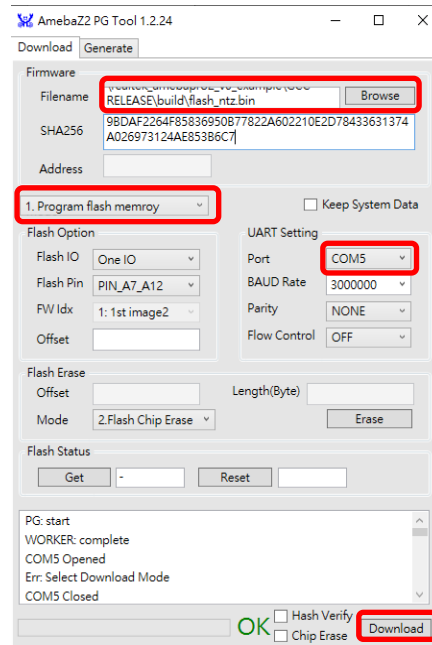 AmebaZ2 PG Tool 1.2.24
Download Generate
Firmware
Filename
RELEASE\build\flash_ntz.bin
Browse
SHA256
9BDAF2264F85836950B77822A602210E2D78433631374
A026973124AE853B6C7
Address
1. Program flash memroy
Keep System Data
Flash Option
UART Setting
Flash IO One IO
Port COM5
Flash Pin PIN_A7_A12
BAUD Rate 3000000
FW Idx 1: 1st image2
Parity NONE
Offset
Flow Control OFF
Flash Erase
Offset
Length(Byte)
Mode 2.Flash Chip Erase
Erase
Flash Status
Get - Reset
PG: start
WORKER: complete
COM5 Opened
Err: Select Download Mode
COM5 Closed
OK
Hash Verify
Chip Erase
Download